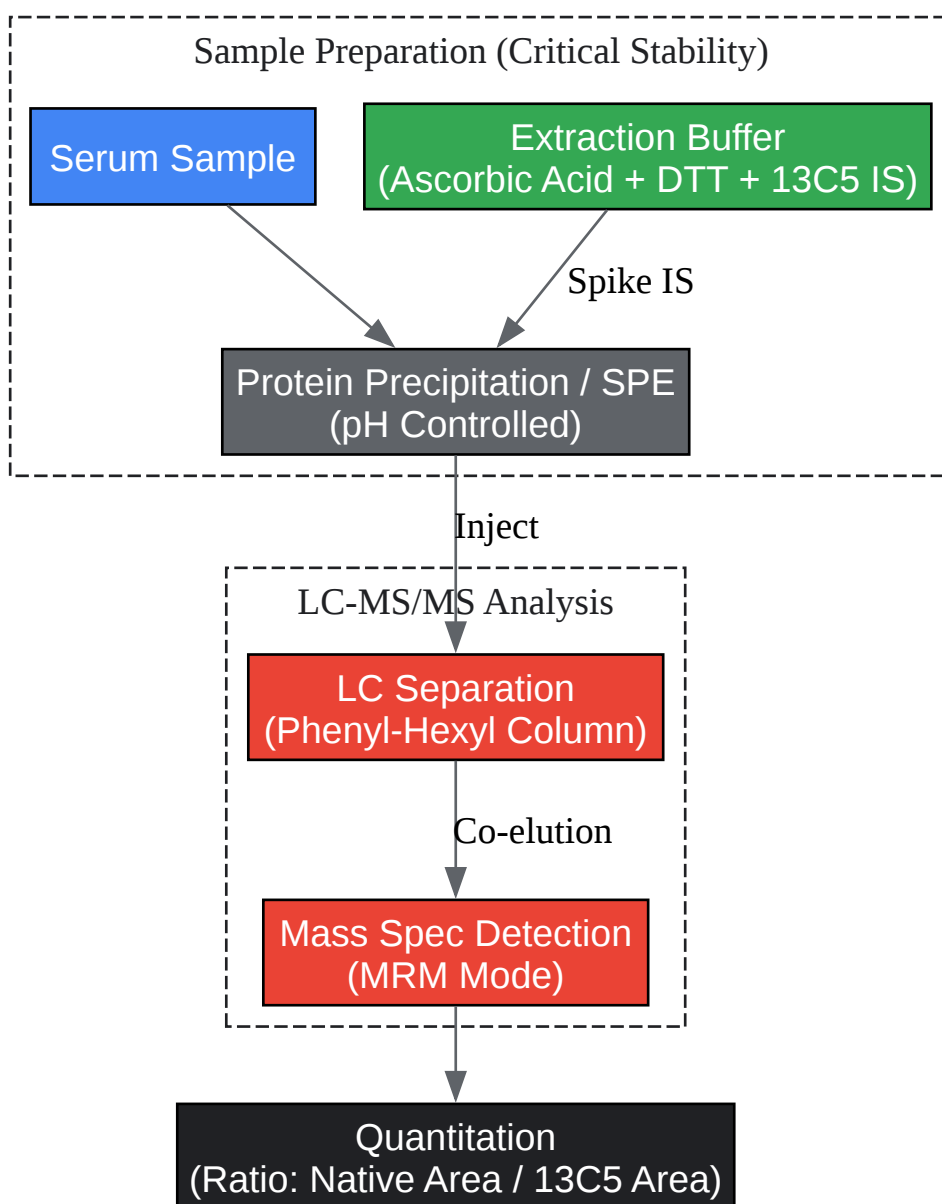 Sample Preparation (Critical Stability)
Serum Sample
Extraction Buffer
(Ascorbic Acid + DTT + 13C5 IS)
Spike IS
Protein Precipitation / SPE
(pH Controlled)
Inject
LC-MS/MS Analysis
LC Separation
(Phenyl-Hexyl Column)
Co-elution
Mass Spec Detection
(MRM Mode)
Quantitation
(Ratio: Native Area / 13C5 Area)